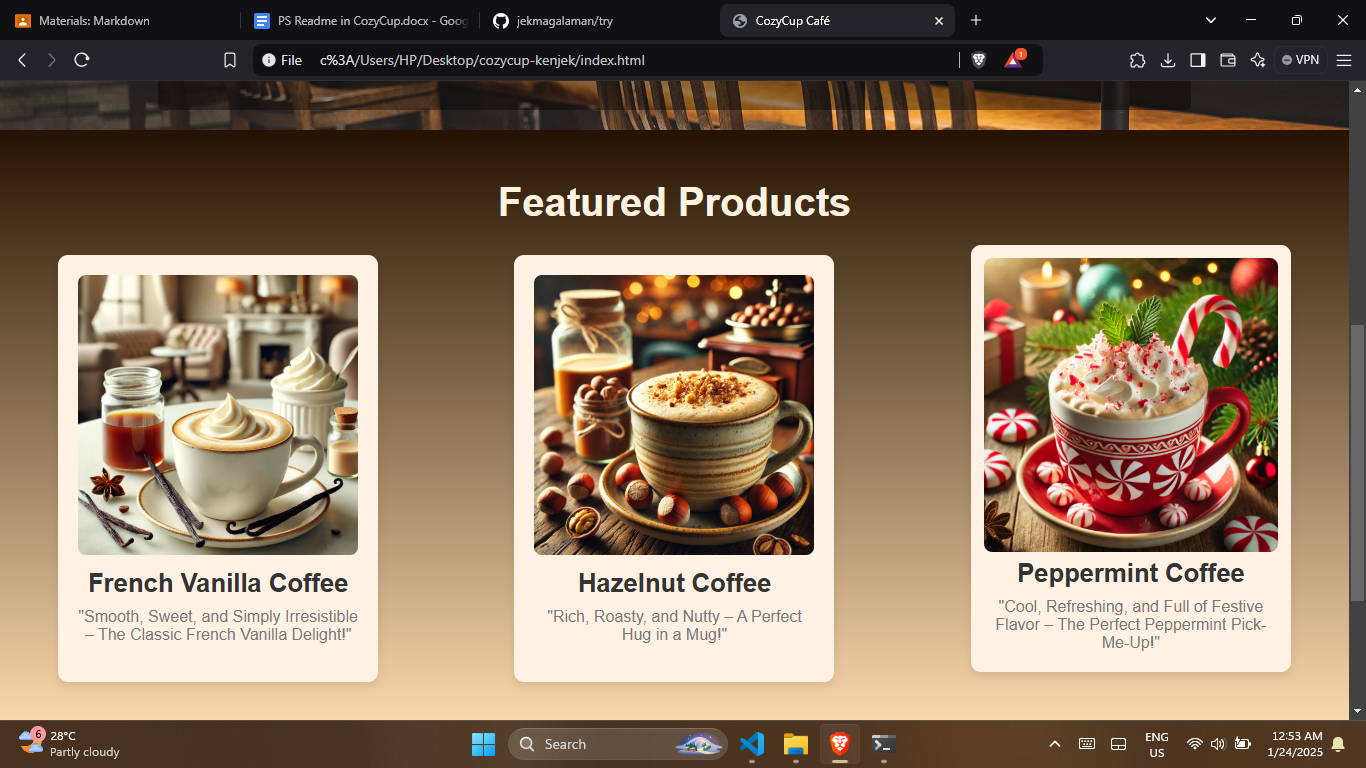 Materials: Markdown
PS Readme in CozyCup.docx - Goog
jekmagalaman/try
CozyCup Café
File
c%3A/Users/HP/Desktop/cozycup-kenjek/index.html
1
VPN
Featured Products
French Vanilla Coffee
"Smooth, Sweet, and Simply Irresistible
– The Classic French Vanilla Delight!"
Hazelnut Coffee
"Rich, Roasty, and Nutty – A Perfect
Hug in a Mug!"
Peppermint Coffee
"Cool, Refreshing, and Full of Festive
Flavor – The Perfect Peppermint Pick-
Me-Up!"
6
28°C
Partly cloudy
Search
ENG
US
12:53 AM
1/24/2025